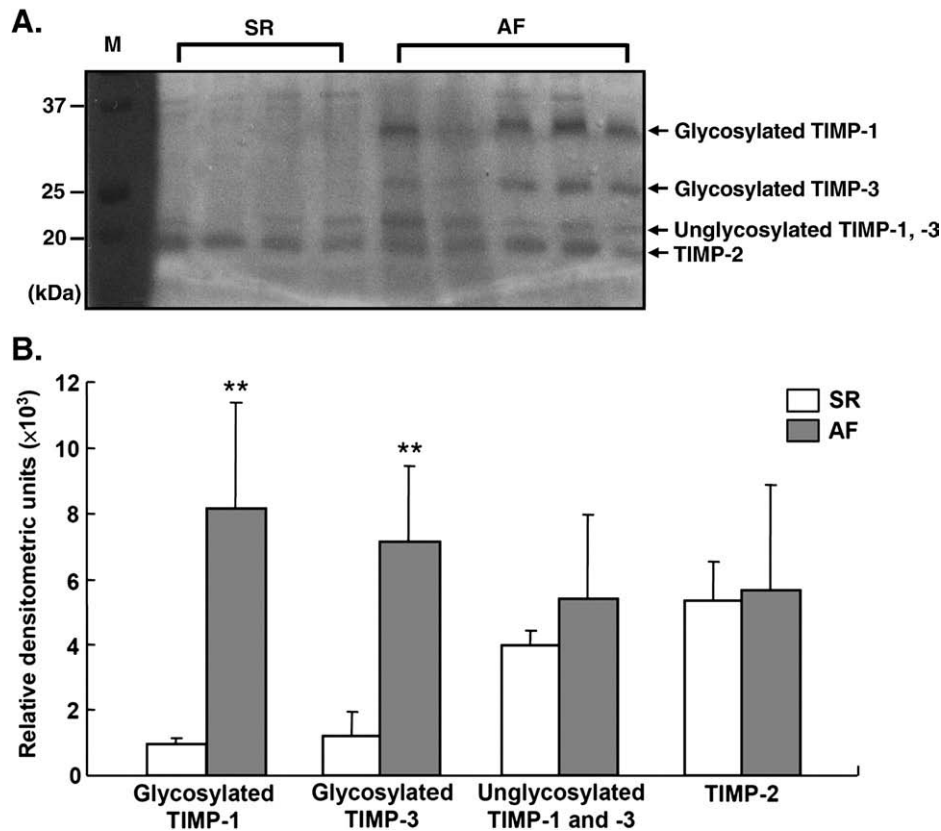 A.
M
SR
AF
37
25
20
(kDa)
Glycosylated TIMP-1
Glycosylated TIMP-3
Unglycosylated TIMP-1, -3
TIMP-2
B.
Relative densitometric units (×10³)
12
10
8
6
4
2
0
**
**
SR
AF
Glycosylated
TIMP-1
Glycosylated
TIMP-3
Unglycosylated
TIMP-1 and -3
TIMP-2